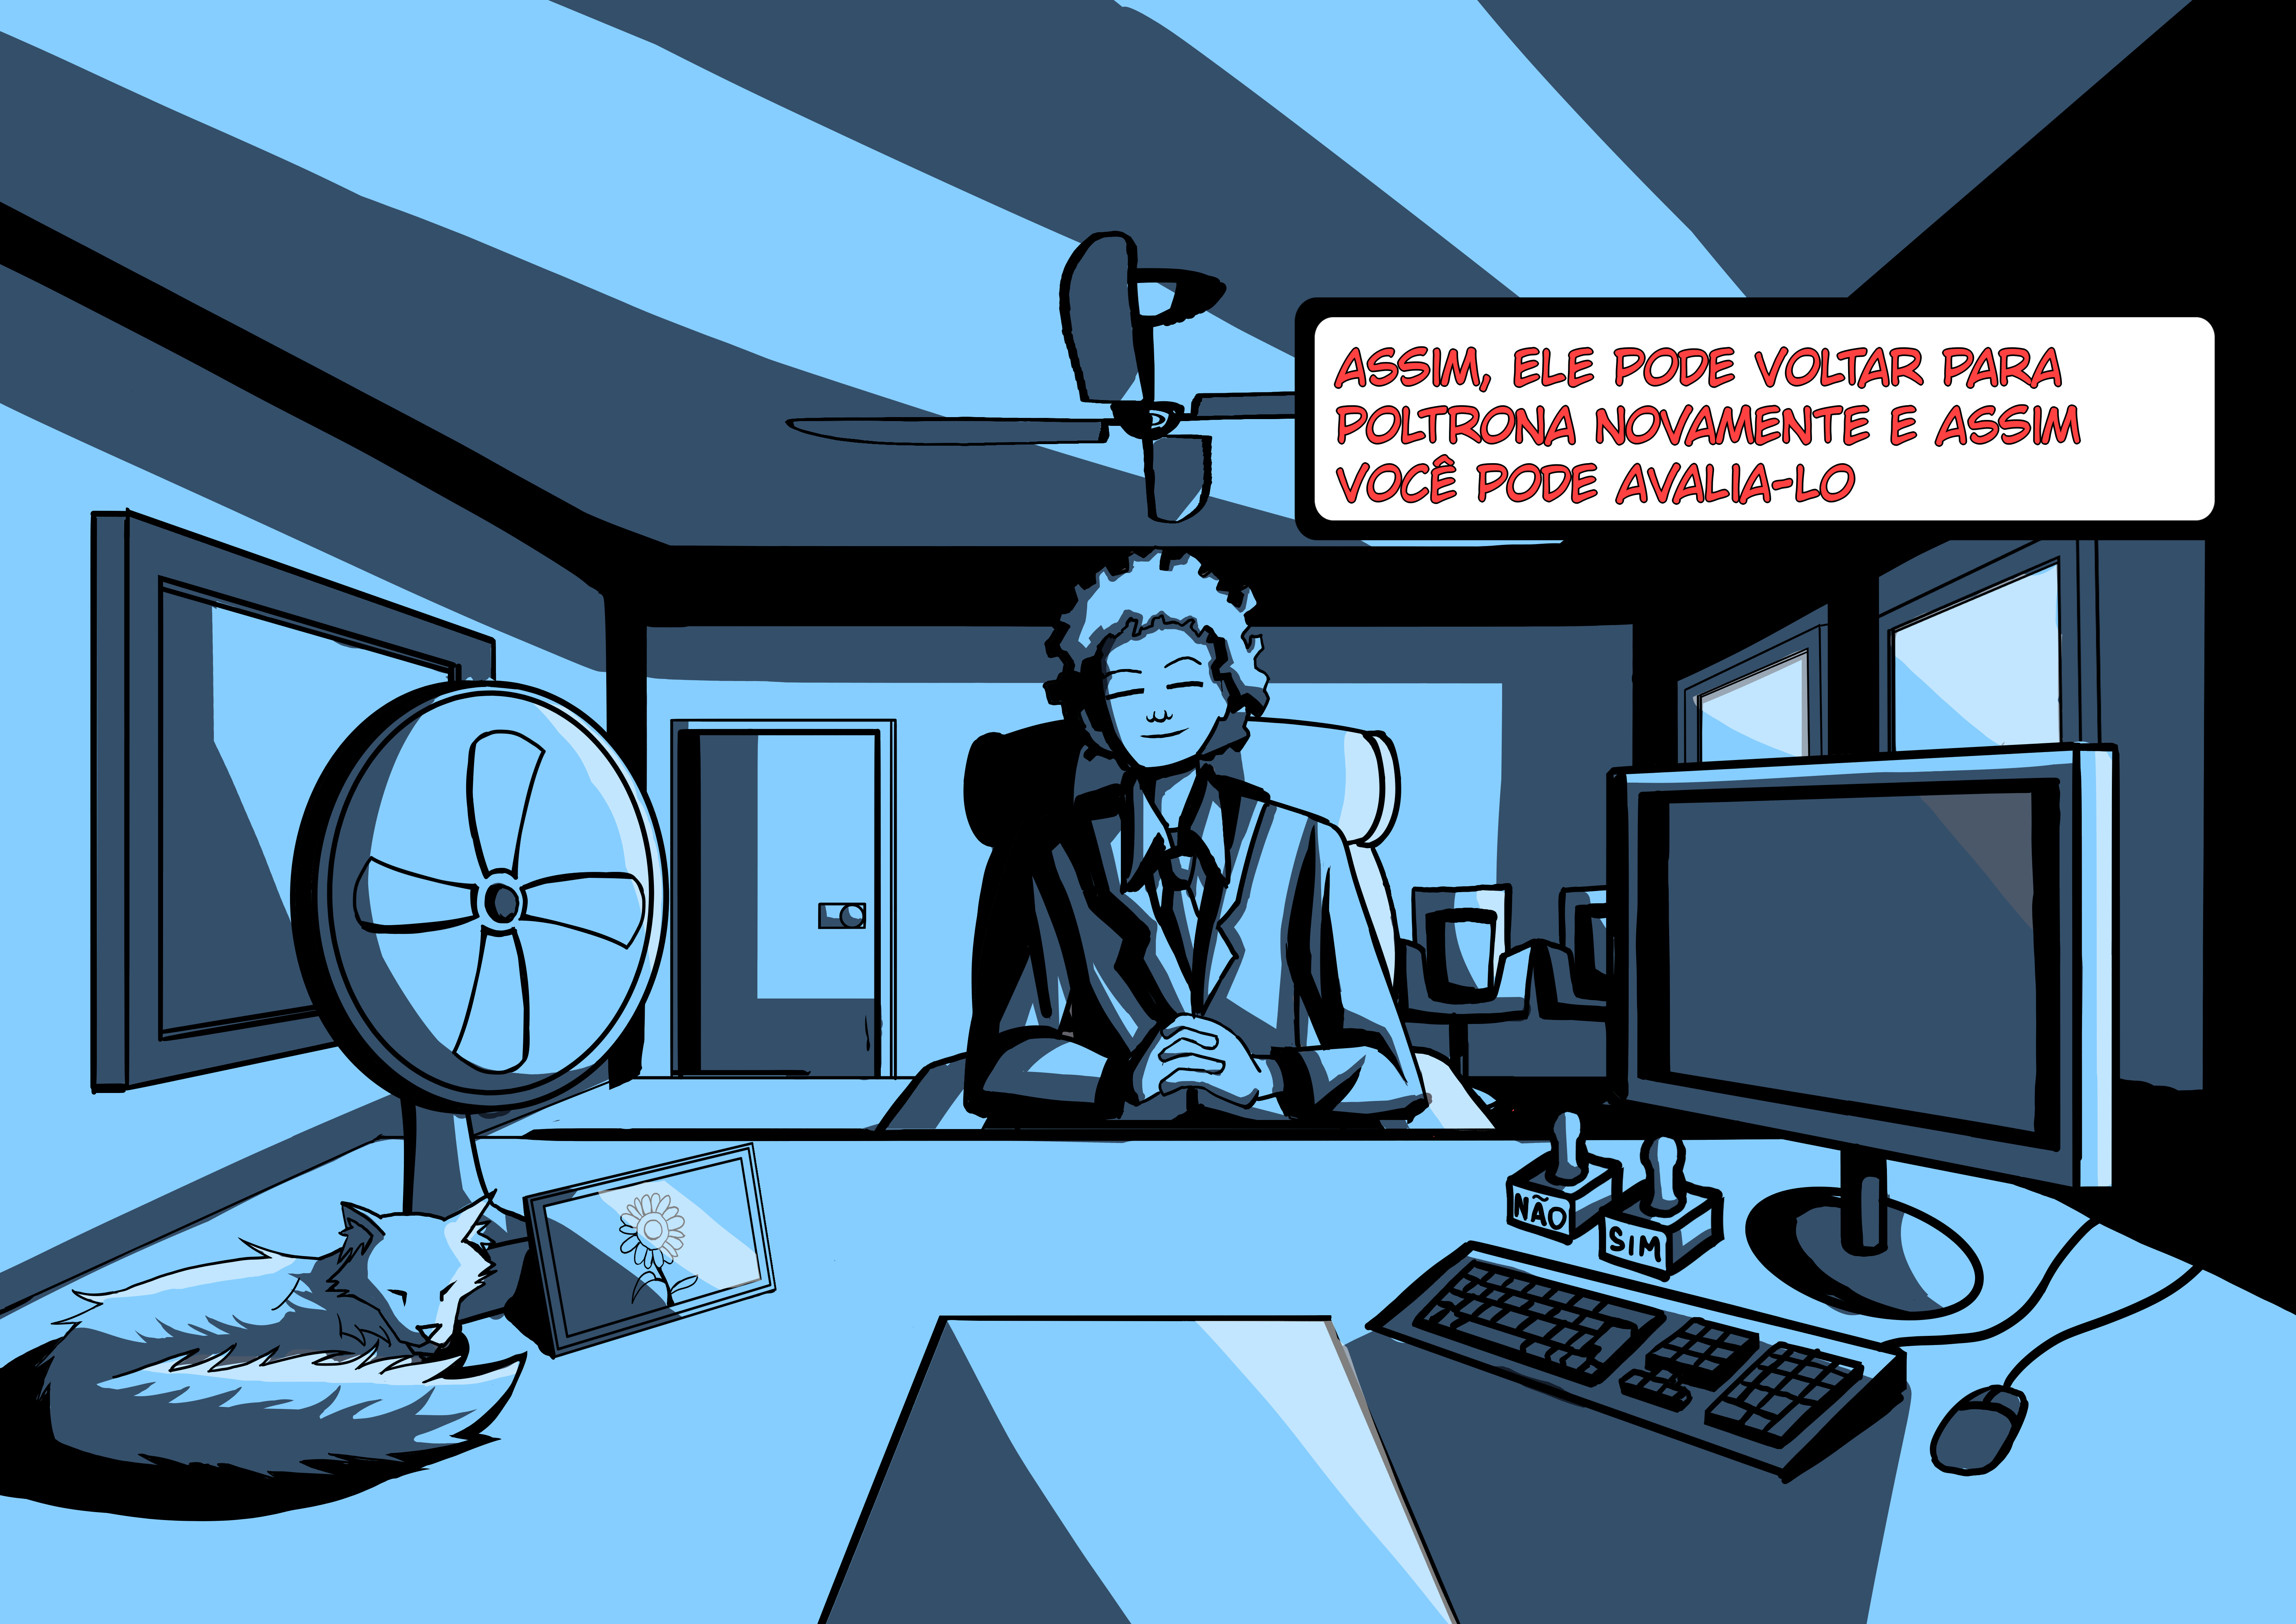 ASSIM, ELE PODE VOLTAR PARA
POLTRONA NOVAMENTE E ASSIM
VOCÊ PODE AVALIA-LO
NÃO
SIM